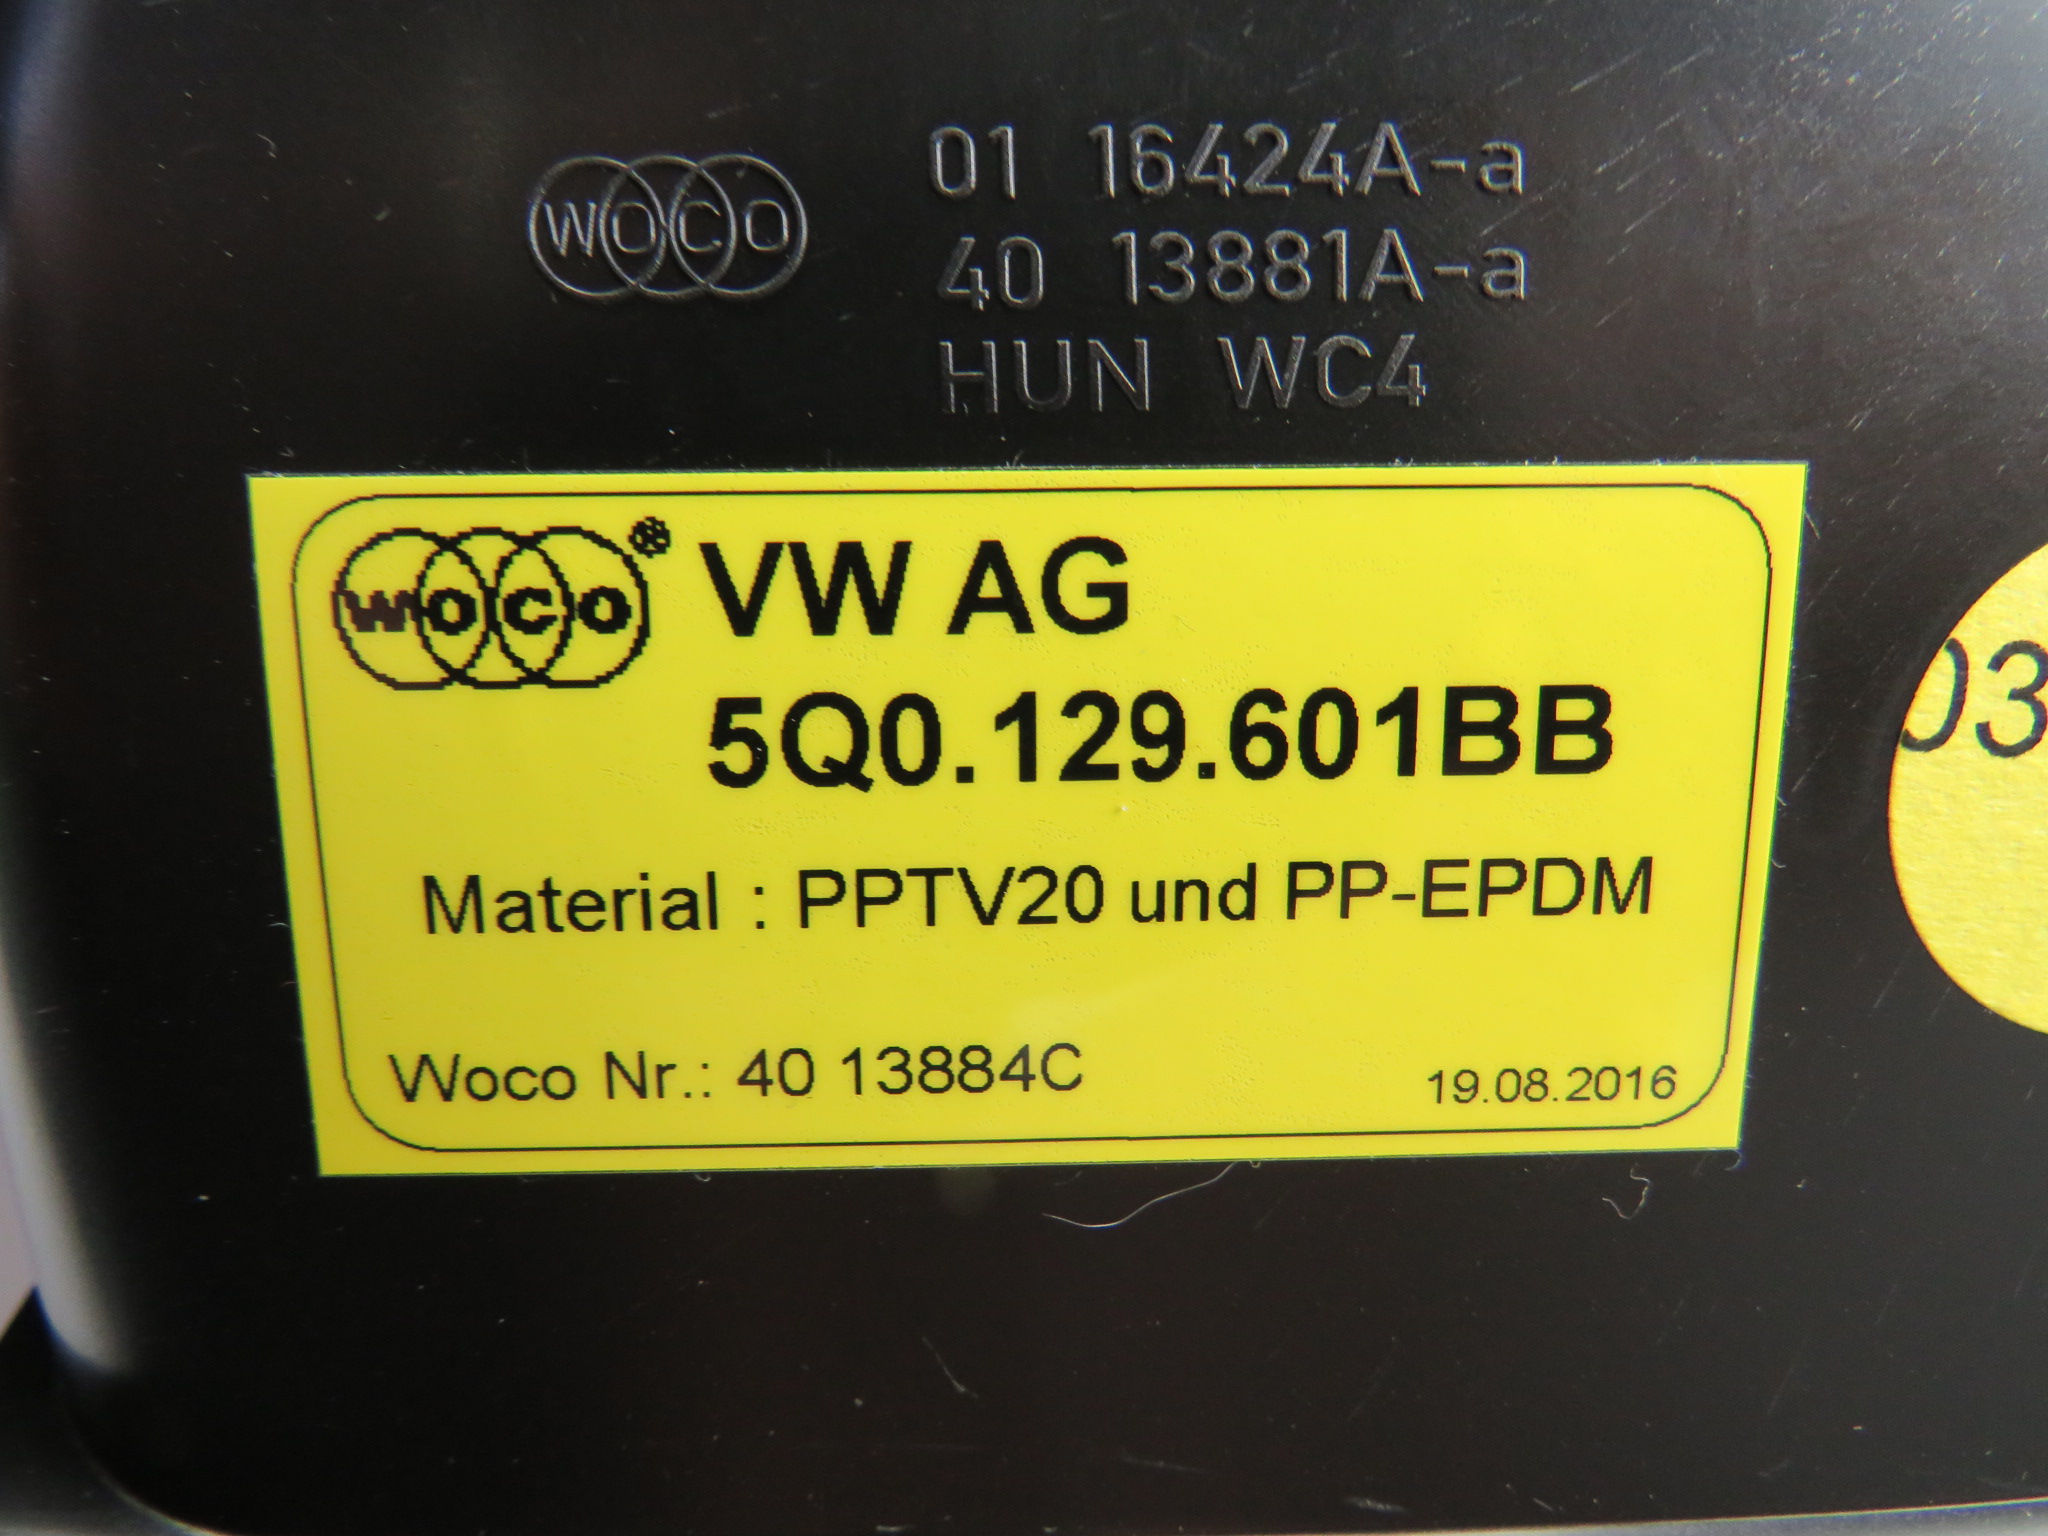 WOCO
01 16424A-a
40 13881A-a
HUN WC4
WOCO® VW AG
5Q0.129.601BB
Material : PPTV20 und PP-EPDM
Woco Nr.: 40 13884C
19.08.2016
03